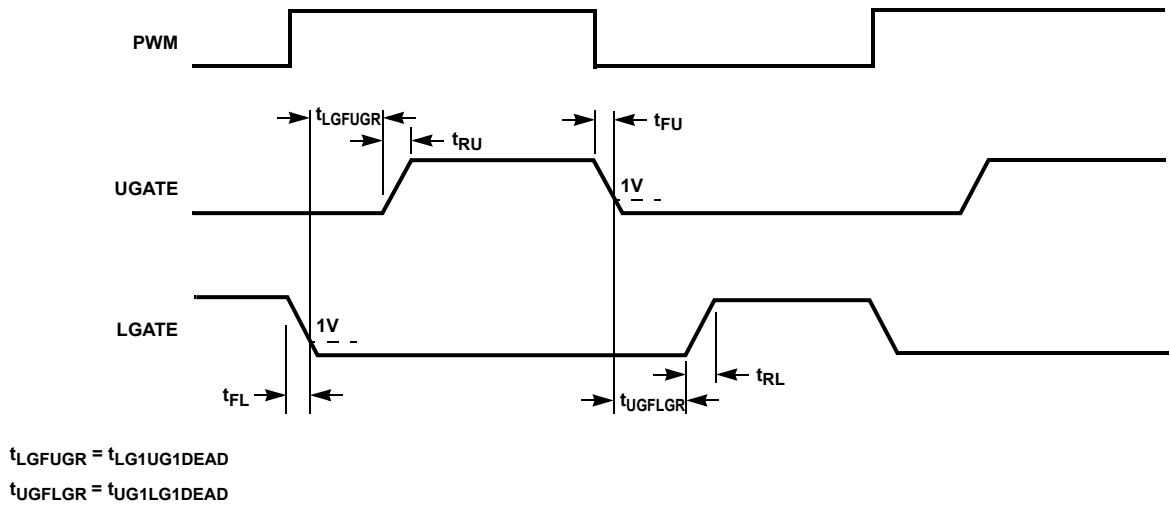 PWM
tLGFUGR
tFU
tRU
UGATE
1V
LGATE
1V
tFL
tRL
tUGFLGR
tLGFUGR = tLG1UG1DEAD
tUGFLGR = tUG1LG1DEAD